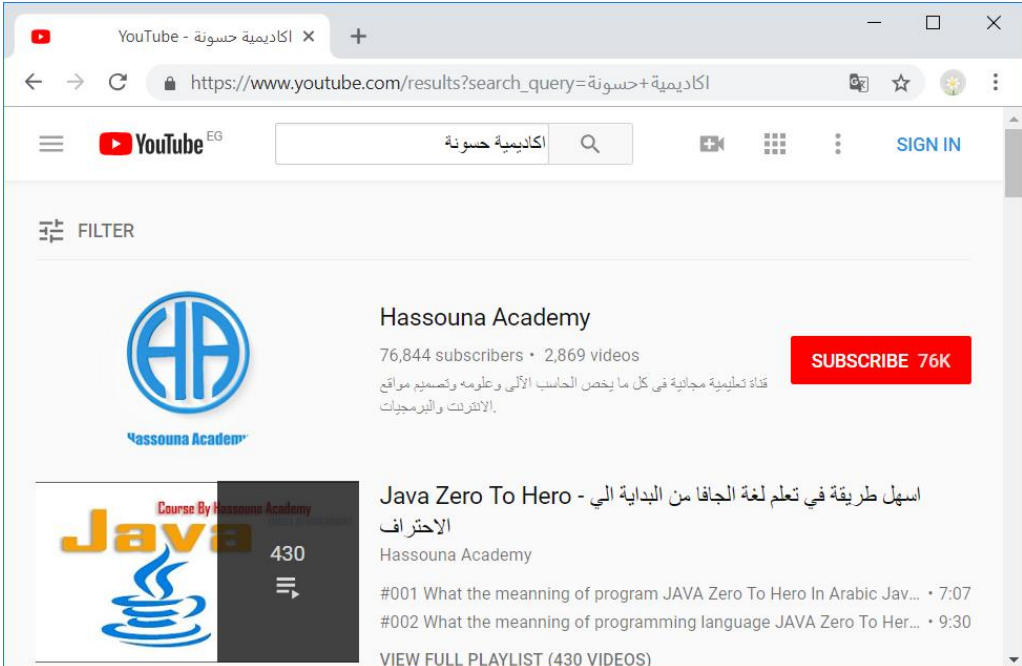 اكاديمية حسونة - YouTube
https://www.youtube.com/results?search_query=اكاديمية+حسونة
YouTube EG
اكاديمية حسونة
SIGN IN
FILTER
HA
Hassouna Academy
Hassouna Academy
76,844 subscribers • 2,869 videos
قناة تعليمية مجانية في كل ما يخص الحاسب الآلى وعلومه وتصميم مواقع
الانترنت والبرمجيات.
SUBSCRIBE 76K
Course By Hassouna Academy
Java
430
Java Zero To Hero - اسهل طريقة في تعلم لغة الجافا من البداية الي
الاحتراف
Hassouna Academy
#001 What the meanning of program JAVA Zero To Hero In Arabic Jav... • 7:07
#002 What the meanning of programming language JAVA Zero To Her... • 9:30
VIEW FULL PLAYLIST (430 VIDEOS)